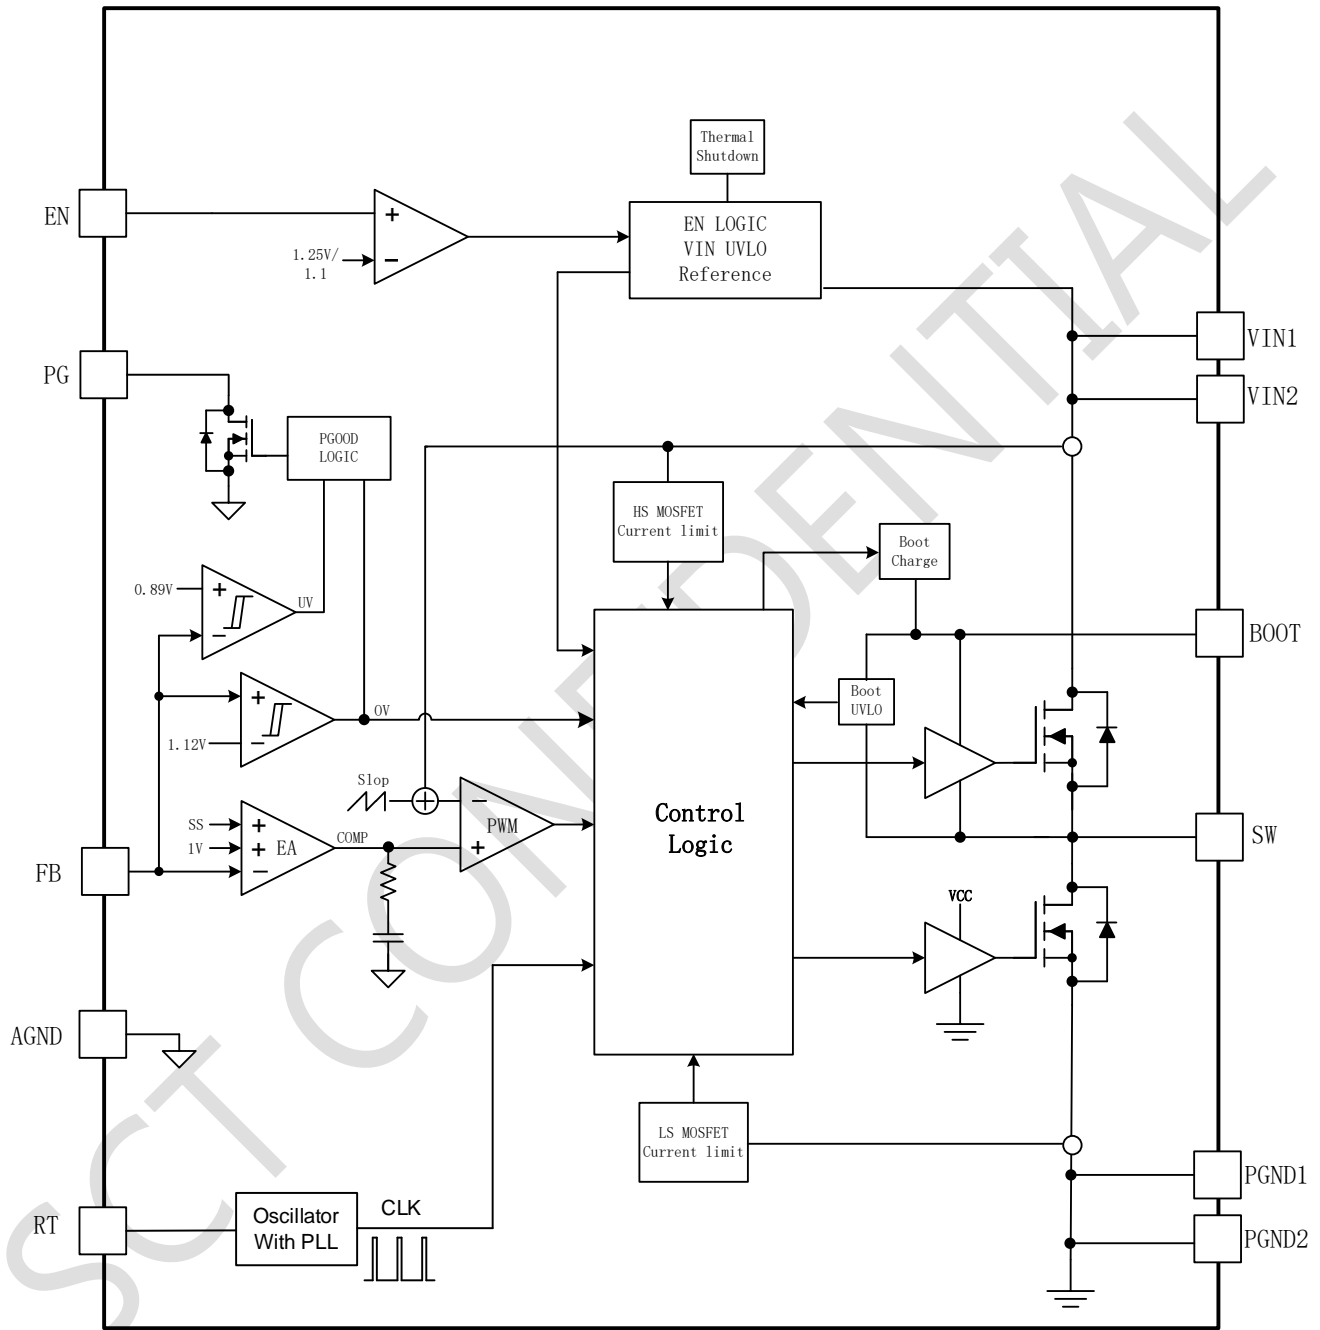 Thermal
Shutdown
EN
+
−
1.25V/
1.1
EN LOGIC
VIN UVLO
Reference
VIN1
PG
VIN2
PGOOD
LOGIC
HS MOSFET
Current limit
Boot
Charge
0.89V
+
−
UV
BOOT
+
−
1.12V
OV
Boot
UVLO
Slop
SS
1V
+
+
−
EA
COMP
−
+
PWM
Control
Logic
SW
FB
VCC
AGND
LS MOSFET
Current limit
PGND1
RT
Oscillator
With PLL
CLK
PGND2
SCT CONFIDENTIAL